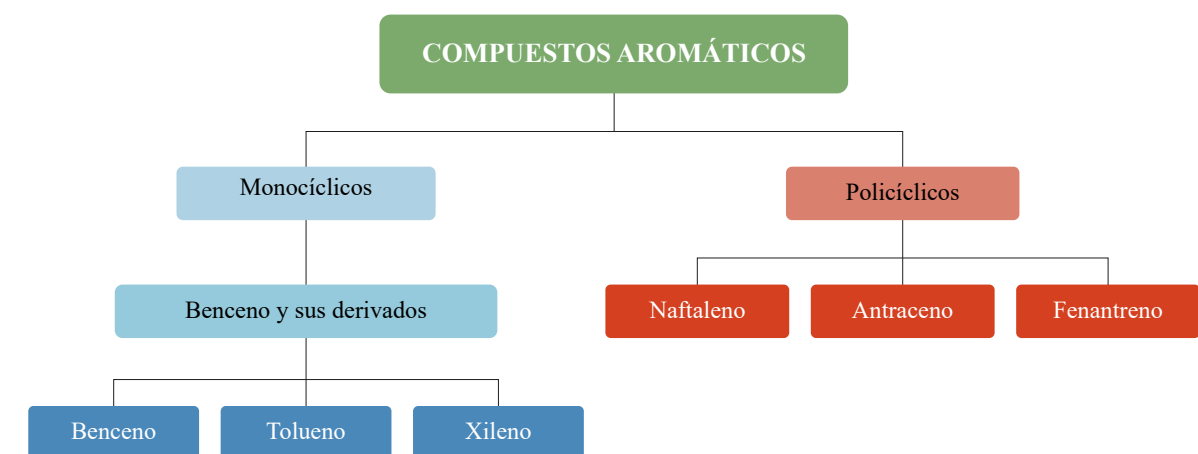 COMPUESTOS AROMÁTICOS
Monocíclicos
Policíclicos
Benceno y sus derivados
Naftaleno
Antraceno
Fenantreno
Benceno
Tolueno
Xileno